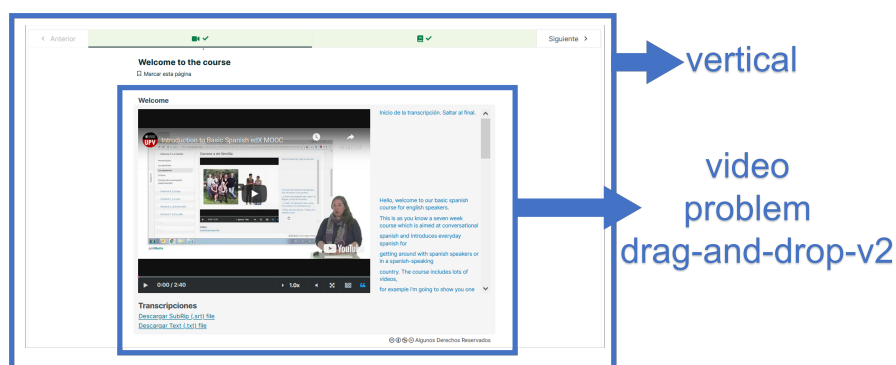 Anterior
Siguiente
Welcome to the course
Marcar esta página
Welcome
Introduction to Basic Spanish edX MOOC
UPV
YouTube
0:00 / 2:40
1.0x
Inicio de la transcripción. Saltar al final.
Hello, welcome to our basic spanish
course for english speakers.
This is as you know a seven week
course which is aimed at conversational
spanish and introduces everyday
spanish for
getting around with spanish speakers or
in a spanish-speaking
country. The course includes lots of
videos,
for example I'm going to show you one
Transcripciones
Descargar SubRip (.srt) file
Descargar Text (.txt) file
Algunos Derechos Reservados
vertical
video
problem
drag-and-drop-v2